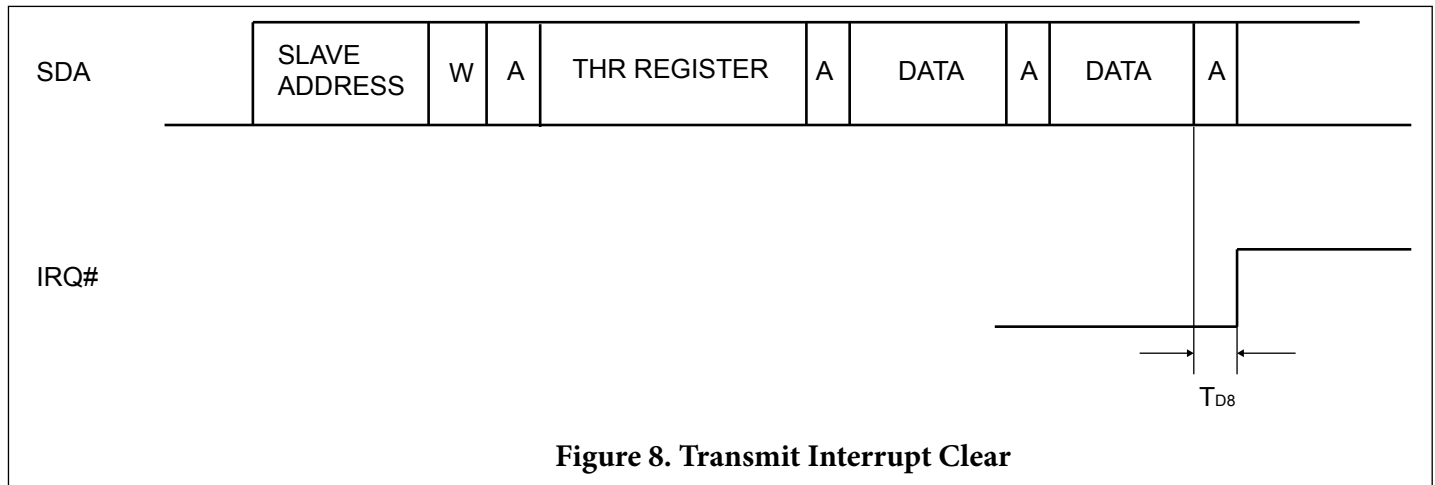 SDA
SLAVE
ADDRESS
W
A
THR REGISTER
A
DATA
A
DATA
A
IRQ#
TD8
Figure 8. Transmit Interrupt Clear